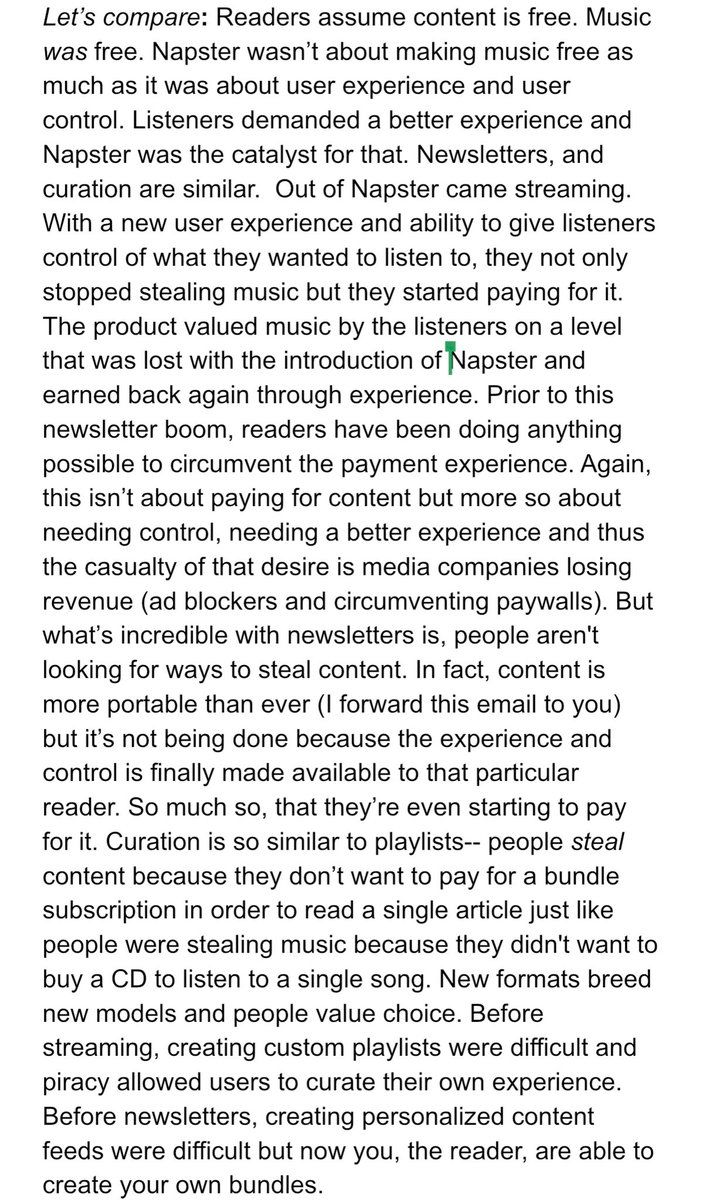 Let’s compare: Readers assume content is free. Music
was free. Napster wasn’t about making music free as
much as it was about user experience and user
control. Listeners demanded a better experience and
Napster was the catalyst for that. Newsletters, and
curation are similar.  Out of Napster came streaming.
With a new user experience and ability to give listeners
control of what they wanted to listen to, they not only
stopped stealing music but they started paying for it.
The product valued music by the listeners on a level
that was lost with the introduction of Napster and
earned back again through experience. Prior to this
newsletter boom, readers have been doing anything
possible to circumvent the payment experience. Again,
this isn’t about paying for content but more so about
needing control, needing a better experience and thus
the casualty of that desire is media companies losing
revenue (ad blockers and circumventing paywalls). But
what’s incredible with newsletters is, people aren't
looking for ways to steal content. In fact, content is
more portable than ever (I forward this email to you)
but it’s not being done because the experience and
control is finally made available to that particular
reader. So much so, that they’re even starting to pay
for it. Curation is so similar to playlists-- people steal
content because they don’t want to pay for a bundle
subscription in order to read a single article just like
people were stealing music because they didn't want to
buy a CD to listen to a single song. New formats breed
new models and people value choice. Before
streaming, creating custom playlists were difficult and
piracy allowed users to curate their own experience.
Before newsletters, creating personalized content
feeds were difficult but now you, the reader, are able to
create your own bundles.